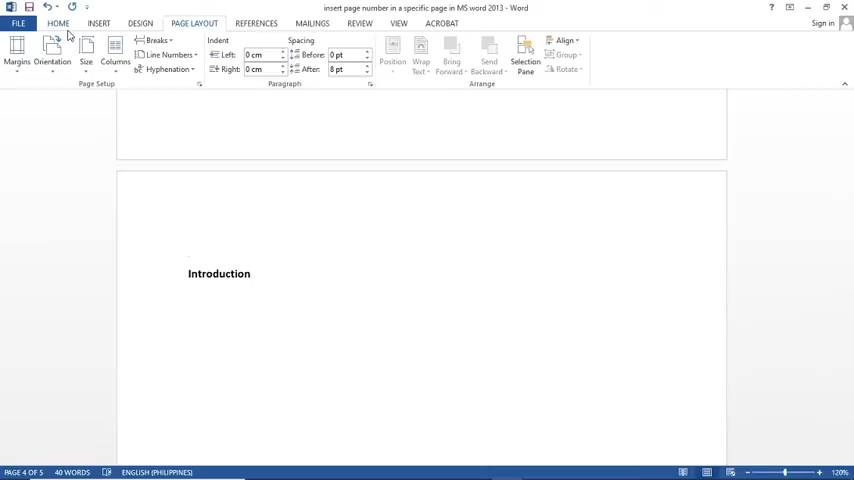 insert page number in a specific page in MS word 2013 - Word
FILE HOME INSERT DESIGN PAGE LAYOUT REFERENCES MAILINGS REVIEW VIEW ACROBAT Sign in
Margins Orientation Size Columns
Breaks
Line Numbers
Hyphenation
Page Setup
Indent
Left: 0 cm
Right: 0 cm
Spacing
Before: 0 pt
After: 8 pt
Paragraph
Position Wrap Text Bring Forward Send Backward Selection Pane
Align
Group
Rotate
Arrange
Introduction
PAGE 4 OF 5 40 WORDS ENGLISH (PHILIPPINES) 120%